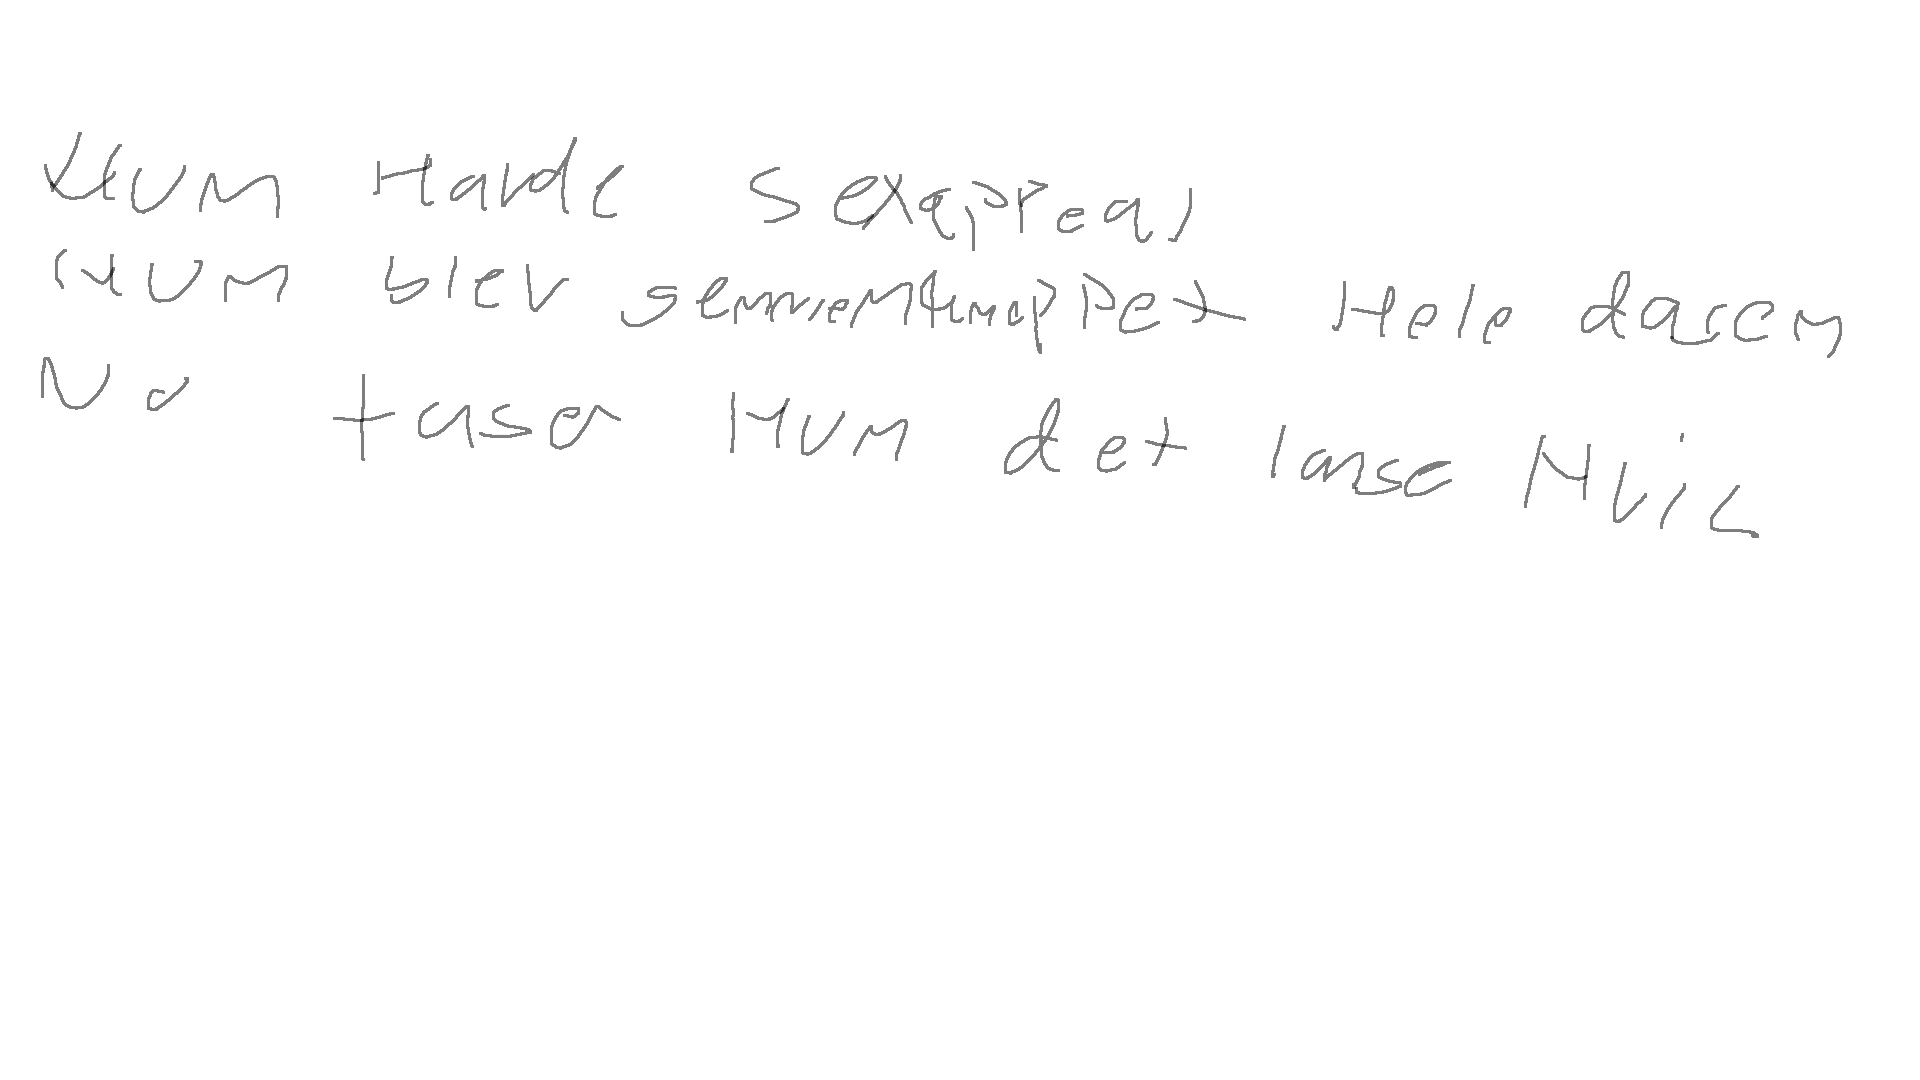 Hun Havde sexappeal
Hun blev gennemknappet Hele dagen
Nu tager Hun det lange Hvil